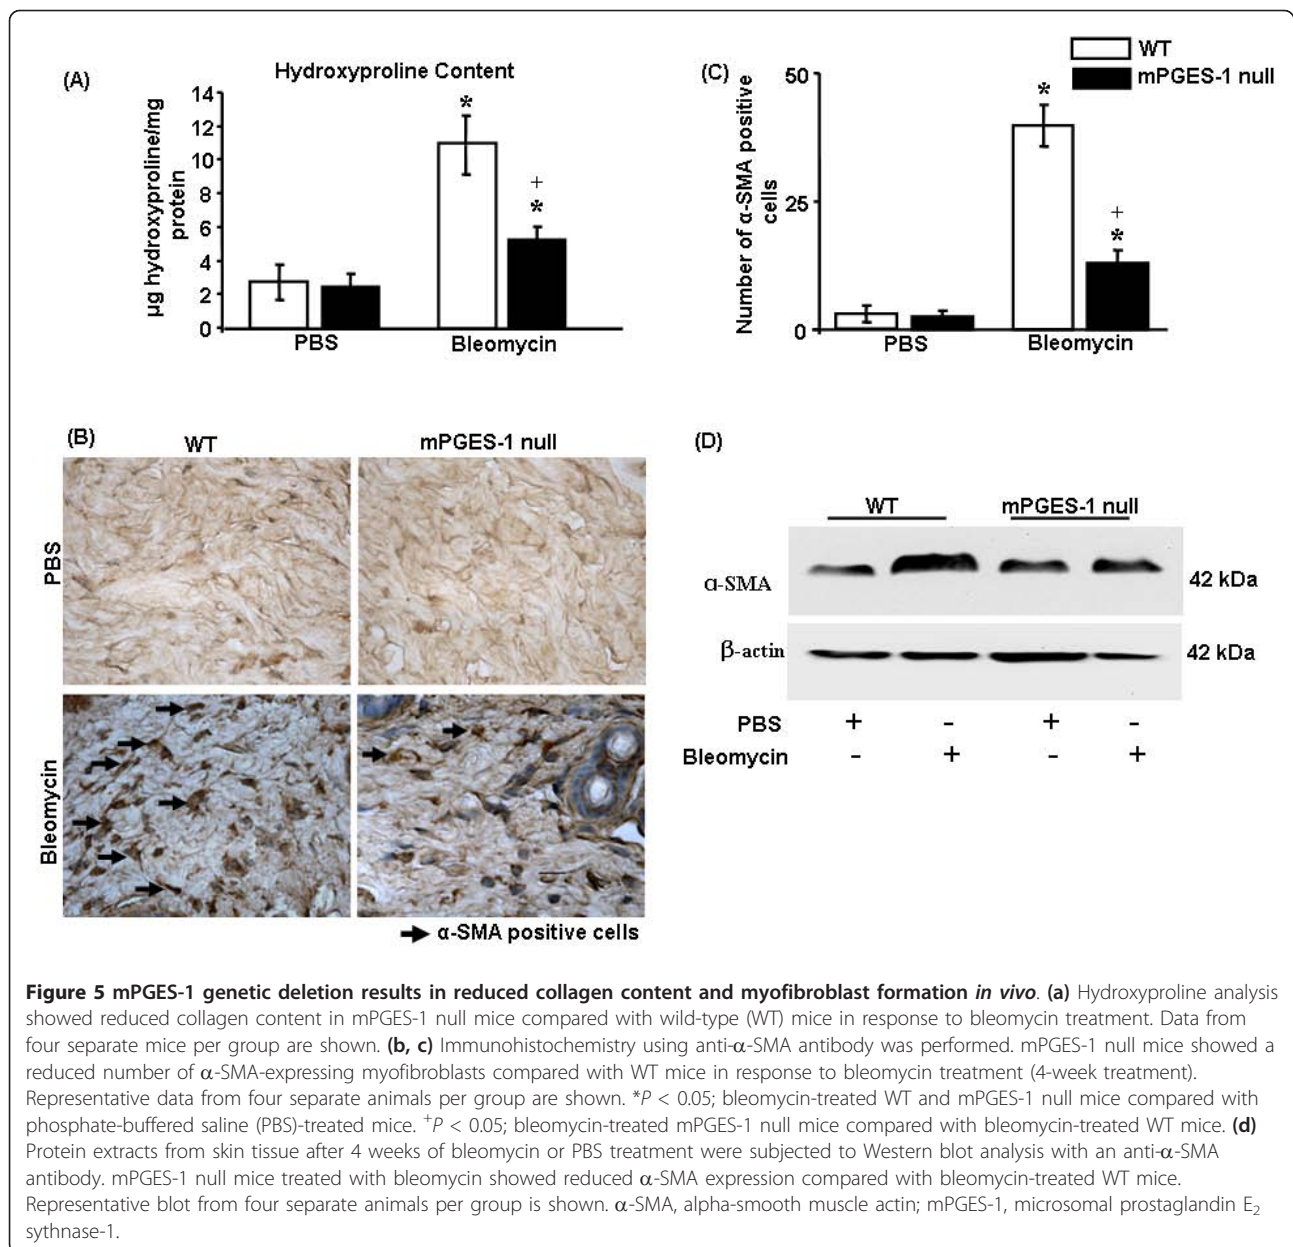 (A)
Hydroxyproline Content
µg hydroxyproline/mg
protein
14
12
10
8
6
4
2
0
*
+
*
PBS
Bleomycin
(C)
WT
mPGES-1 null
Number of α-SMA positive
cells
50
25
0
*
+
*
PBS
Bleomycin
(B)
WT
mPGES-1 null
PBS
Bleomycin
α-SMA positive cells
(D)
WT
mPGES-1 null
α-SMA
42 kDa
β-actin
42 kDa
PBS + - + -
Bleomycin - + - +
Figure 5 mPGES-1 genetic deletion results in reduced collagen content and myofibroblast formation in vivo. (a) Hydroxyproline analysis
showed reduced collagen content in mPGES-1 null mice compared with wild-type (WT) mice in response to bleomycin treatment. Data from
four separate mice per group are shown. (b, c) Immunohistochemistry using anti-α-SMA antibody was performed. mPGES-1 null mice showed a
reduced number of α-SMA-expressing myofibroblasts compared with WT mice in response to bleomycin treatment (4-week treatment).
Representative data from four separate animals per group are shown. *P < 0.05; bleomycin-treated WT and mPGES-1 null mice compared with
phosphate-buffered saline (PBS)-treated mice. +P < 0.05; bleomycin-treated mPGES-1 null mice compared with bleomycin-treated WT mice. (d)
Protein extracts from skin tissue after 4 weeks of bleomycin or PBS treatment were subjected to Western blot analysis with an anti-α-SMA
antibody. mPGES-1 null mice treated with bleomycin showed reduced α-SMA expression compared with bleomycin-treated WT mice.
Representative blot from four separate animals per group is shown. α-SMA, alpha-smooth muscle actin; mPGES-1, microsomal prostaglandin E2
sythnase-1.